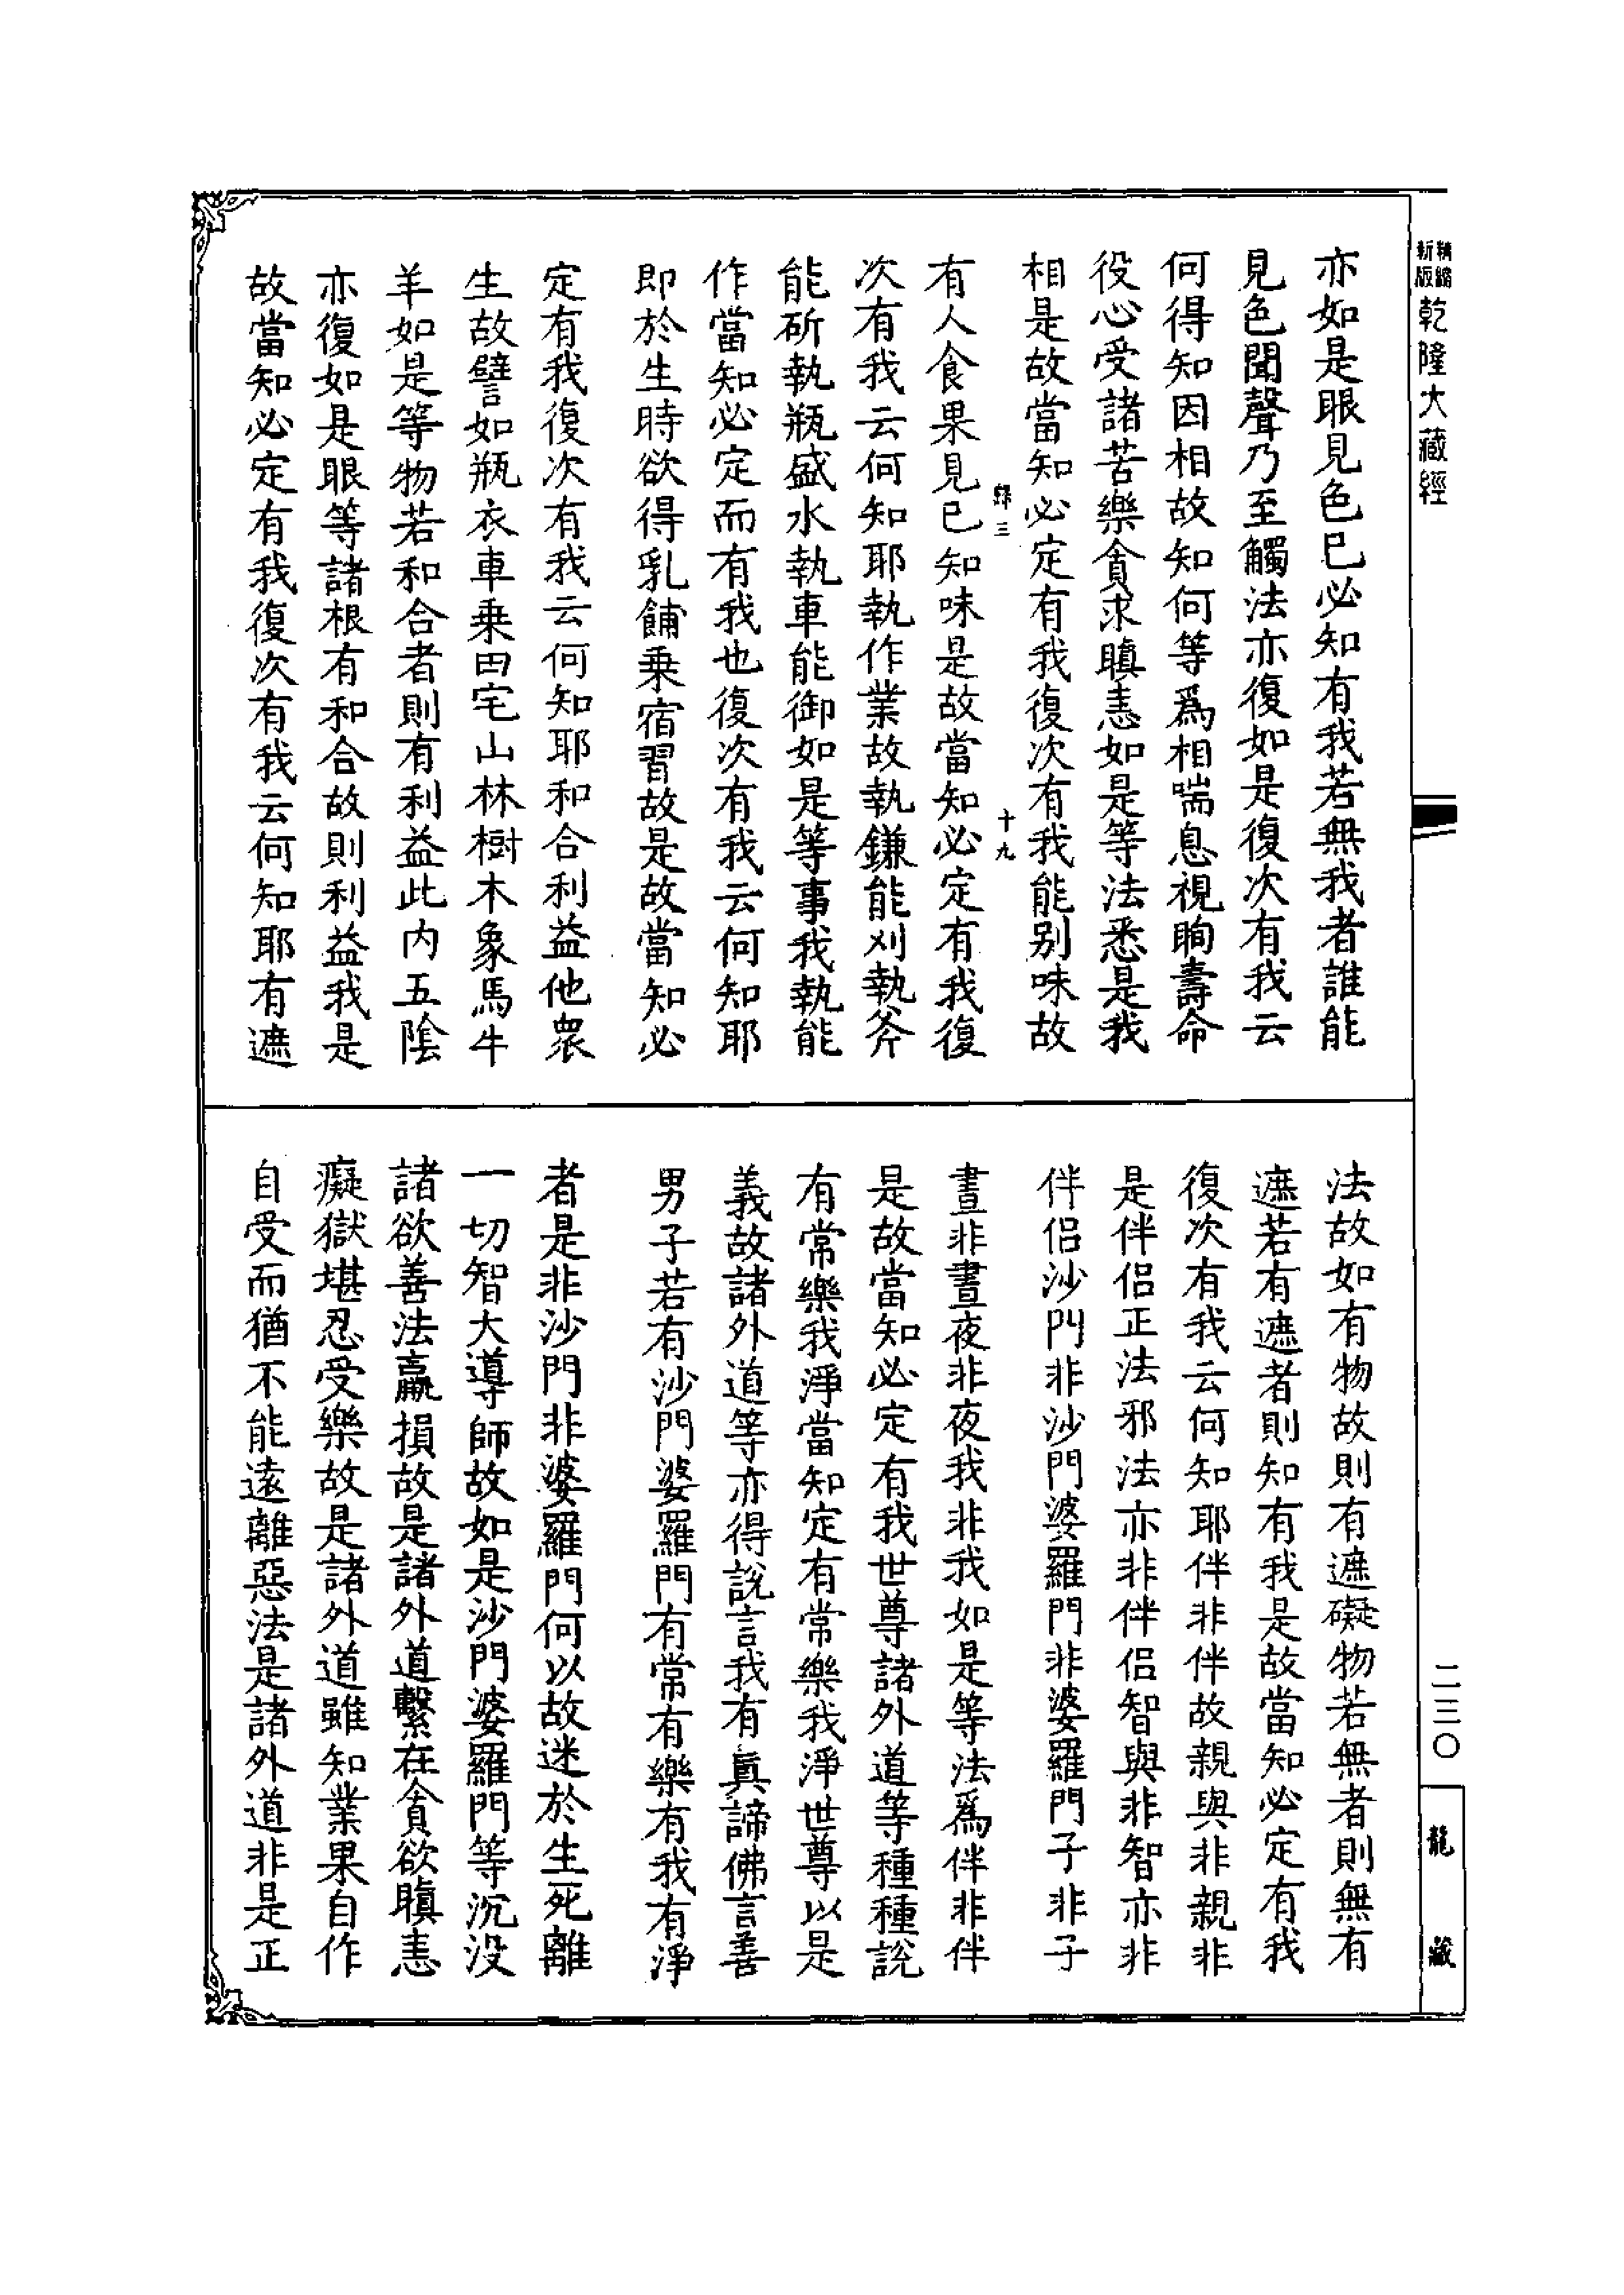 精縮新版乾隆大藏經
亦如是眼見色已必知有我若無我者誰能
見色聞聲乃至觸法亦復如是復次有我云
何得知因相故知何等爲相喘息視眴壽命
役心受諸苦樂貪求瞋恚如是等法悉是我
相是故當知必定有我復次有我能別味故
十九
有人食果見已知味是故當知必定有我復
次有我云何知耶執作業故執鎌能刈執斧
能斫執瓶盛水執車能御如是等事我執能
作當知必定而有我也復次有我云何知耶
即於生時欲得乳餔乘宿習故是故當知必
定有我復次有我云何知耶和合利益他衆
生故譬如瓶衣車乘田宅山林樹木象馬牛
羊如是等物若和合者則有利益此內五陰
亦復如是眼等諸根有和合故則利益我是
故當知必定有我復次有我云何知耶有遮
法故如有物故則有遮礙物若無者則無有
遮若有遮者則知有我是故當知必定有我
復次有我云何知耶伴非伴故親與非親非
是伴侣正法邪法亦非伴侣智與非智亦非
伴侣沙門非沙門婆羅門非婆羅門子非子
晝非晝夜非夜我非我如是等法爲伴非伴
是故當知必定有我世尊諸外道等種種說
有常樂我淨當知定有常樂我淨世尊以是
義故諸外道等亦得說言我有眞諦佛言善
男子若有沙門婆羅門有常有樂有我有淨
者是非沙門非婆羅門何以故迷於生死離
一切智大導師故如是沙門婆羅門等沉没
諸欲善法羸損故是諸外道繫在貪欲瞋恚
癡獄堪忍受樂故是諸外道雖知業果自作
自受而猶不能遠離惡法是諸外道非是正
二三〇
龍藏